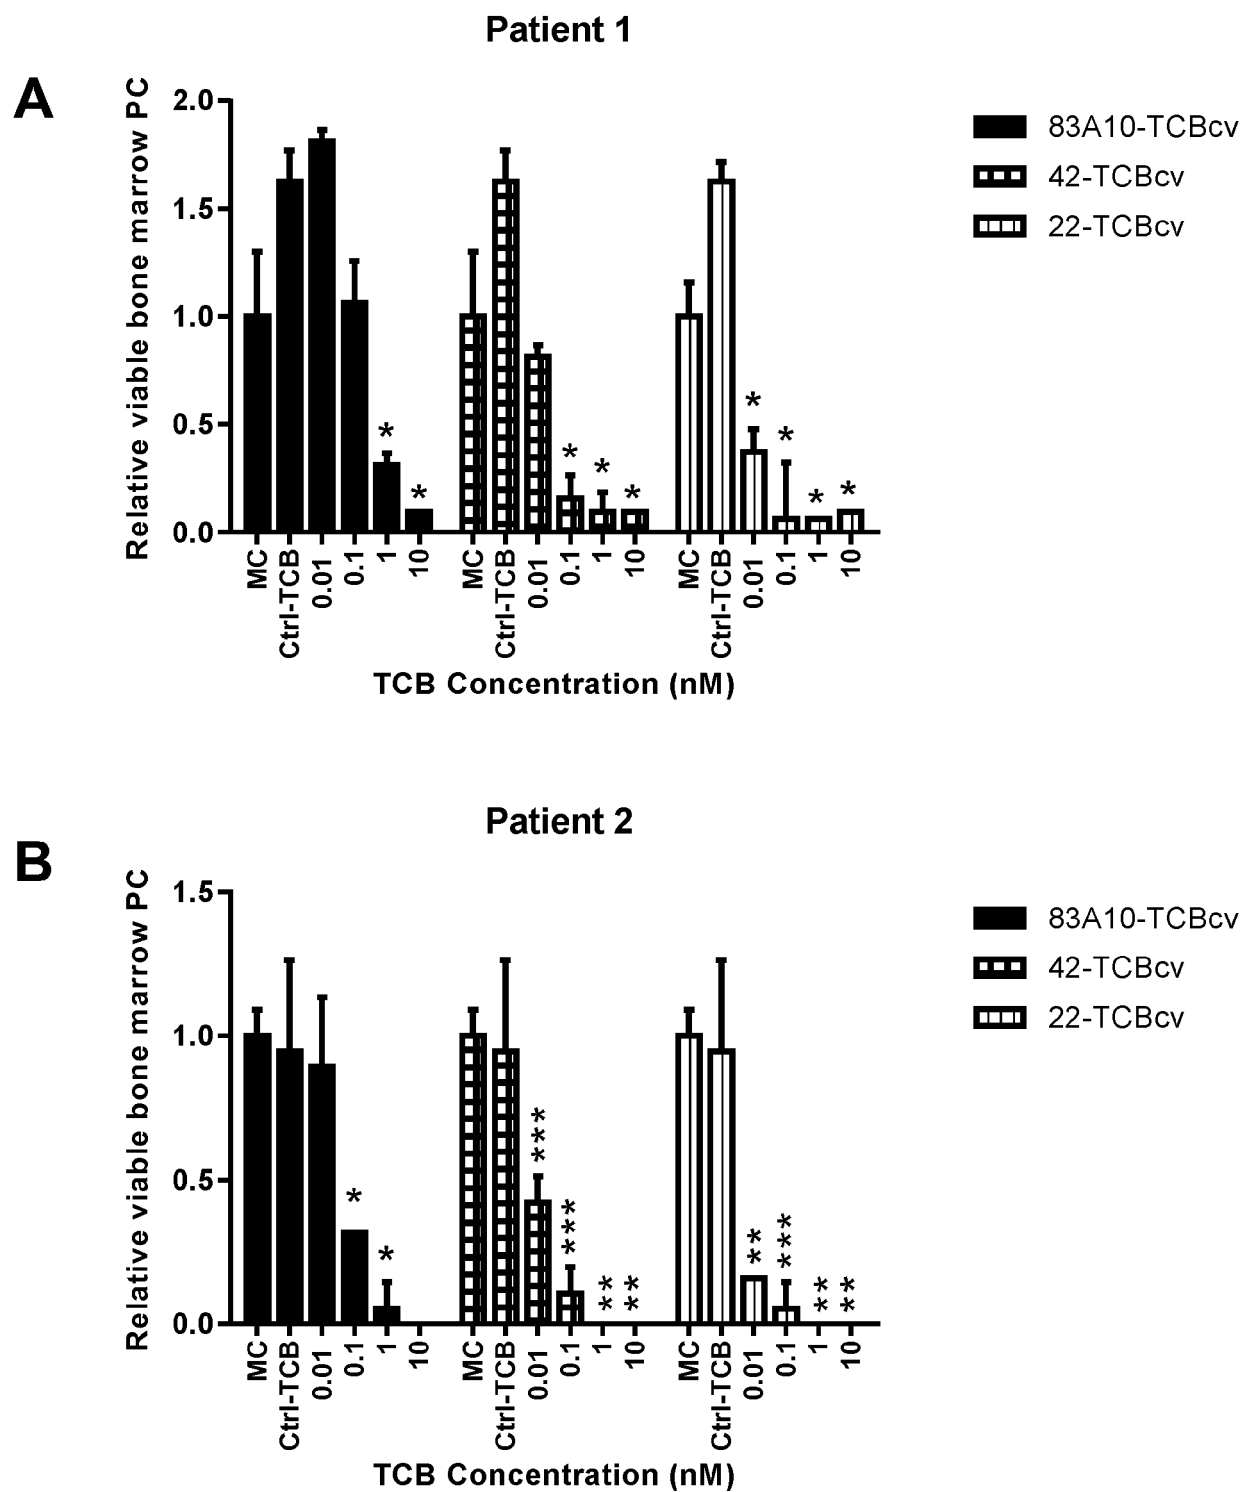 Patient 1
A
Relative viable bone marrow PC
2.0
1.5
1.0
0.5
0.0
* * * * * * * * *
MC Ctrl-TCB 0.01 0.1 1 10 MC Ctrl-TCB 0.01 0.1 1 10 MC Ctrl-TCB 0.01 0.1 1 10
TCB Concentration (nM)
83A10-TCBcv
42-TCBcv
22-TCBcv
Patient 2
B
Relative viable bone marrow PC
1.5
1.0
0.5
0.0
* * *** *** ** ** ** *** ** **
MC Ctrl-TCB 0.01 0.1 1 10 MC Ctrl-TCB 0.01 0.1 1 10 MC Ctrl-TCB 0.01 0.1 1 10
TCB Concentration (nM)
83A10-TCBcv
42-TCBcv
22-TCBcv